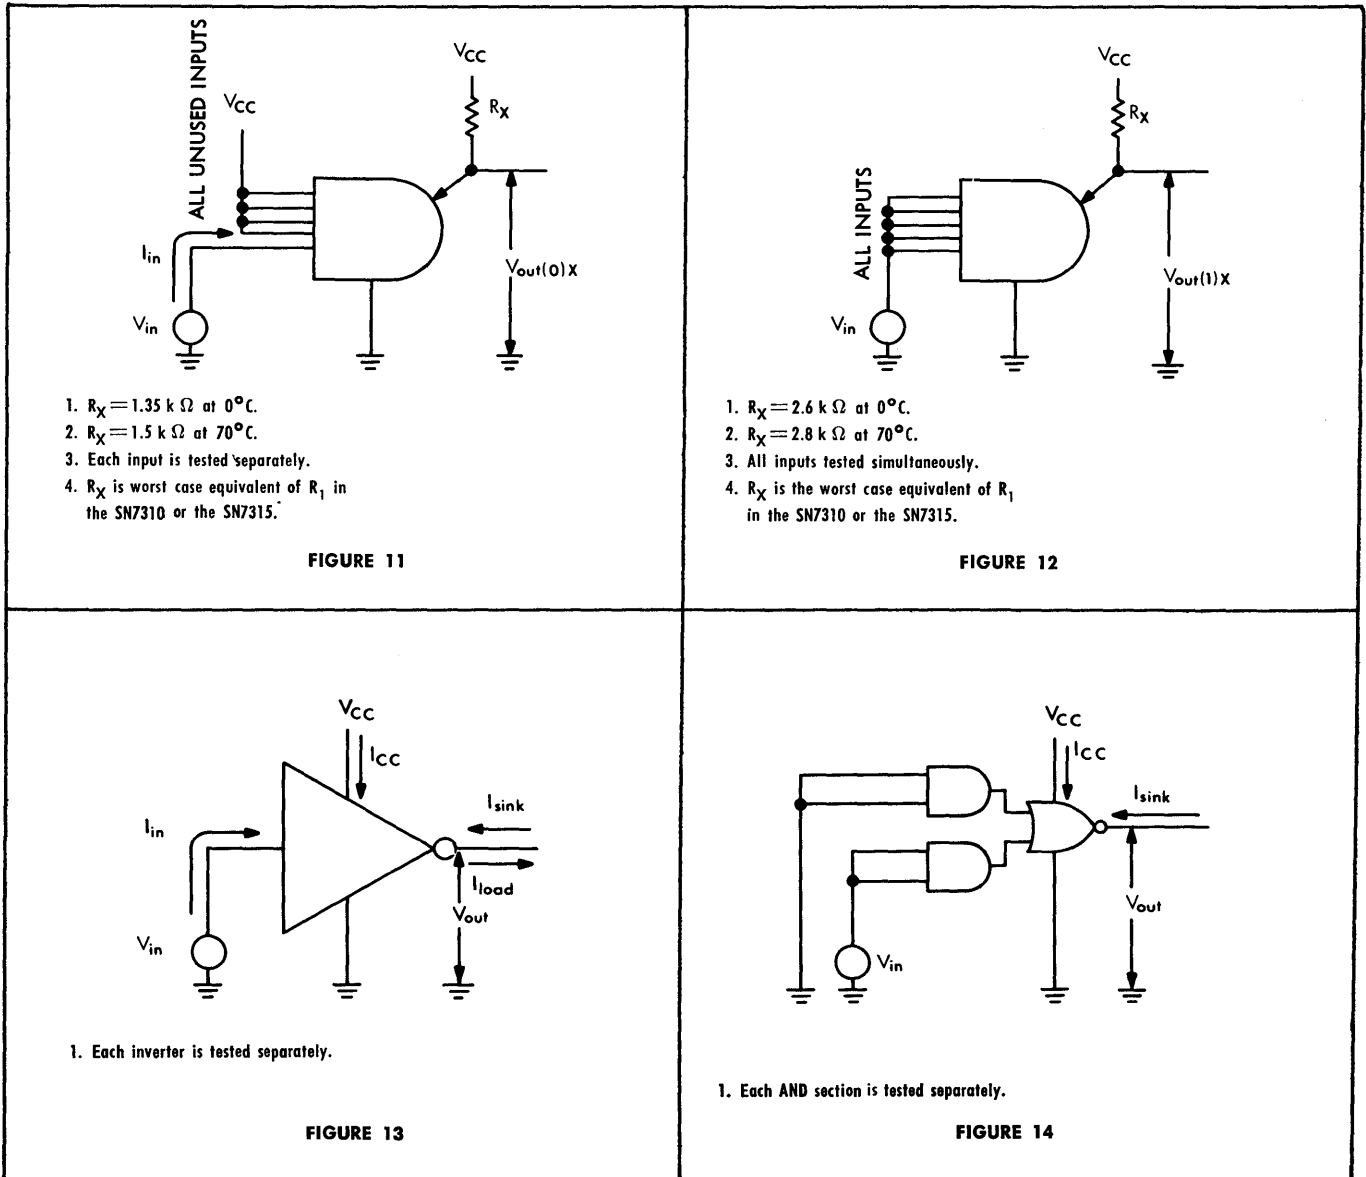 ALL UNUSED INPUTS
VCC
VCC
RX
Iin
Vin
Vout(0)X
1. RX = 1.35 k Ω at 0°C.
2. RX = 1.5 k Ω at 70°C.
3. Each input is tested separately.
4. RX is worst case equivalent of R1 in
the SN7310 or the SN7315.
FIGURE 11
VCC
RX
ALL INPUTS
Vin
Vout(1)X
1. RX = 2.6 k Ω at 0°C.
2. RX = 2.8 k Ω at 70°C.
3. All inputs tested simultaneously.
4. RX is the worst case equivalent of R1
in the SN7310 or the SN7315.
FIGURE 12
VCC
ICC
Isink
Iin
Iload
Vout
Vin
1. Each inverter is tested separately.
FIGURE 13
VCC
ICC
Isink
Vout
Vin
1. Each AND section is tested separately.
FIGURE 14